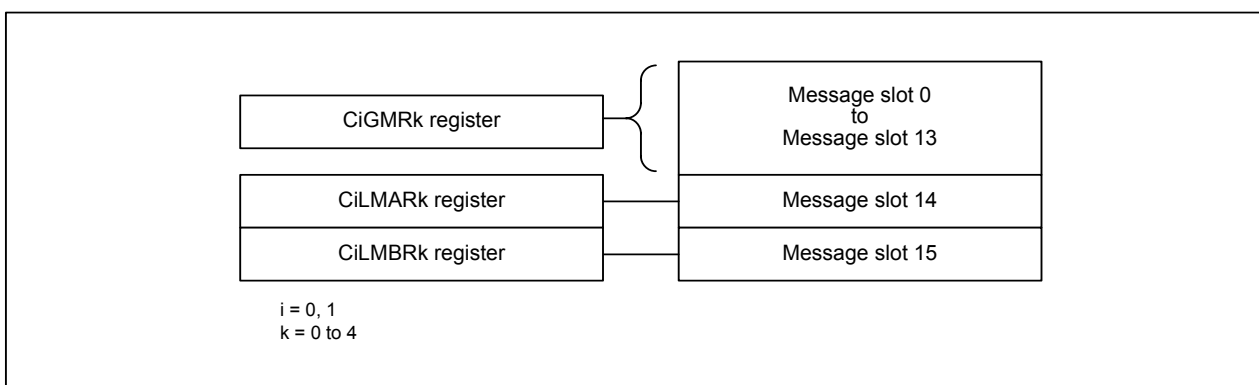 CiGMRk register
Message slot 0
to
Message slot 13
CiLMARk register
Message slot 14
CiLMBRk register
Message slot 15
i = 0, 1
k = 0 to 4